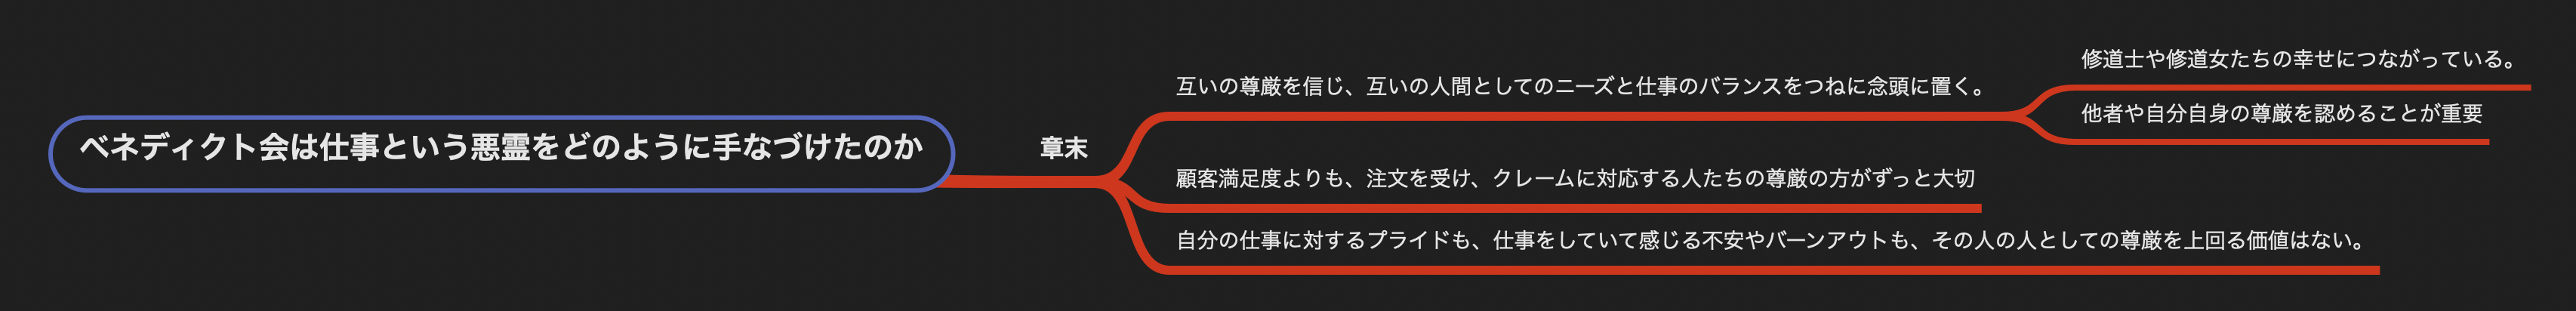 ベネディクト会は仕事という悪霊をどのように手なづけたのか
章末
互いの尊厳を信じ、互いの人間としてのニーズと仕事のバランスをつねに念頭に置く。
修道士や修道女たちの幸せにつながっている。
他者や自分自身の尊厳を認めることが重要
顧客満足度よりも、注文を受け、クレームに対応する人たちの尊厳の方がずっと大切
自分の仕事に対するプライドも、仕事をしていて感じる不安やバーンアウトも、その人の人としての尊厳を上回る価値はない。